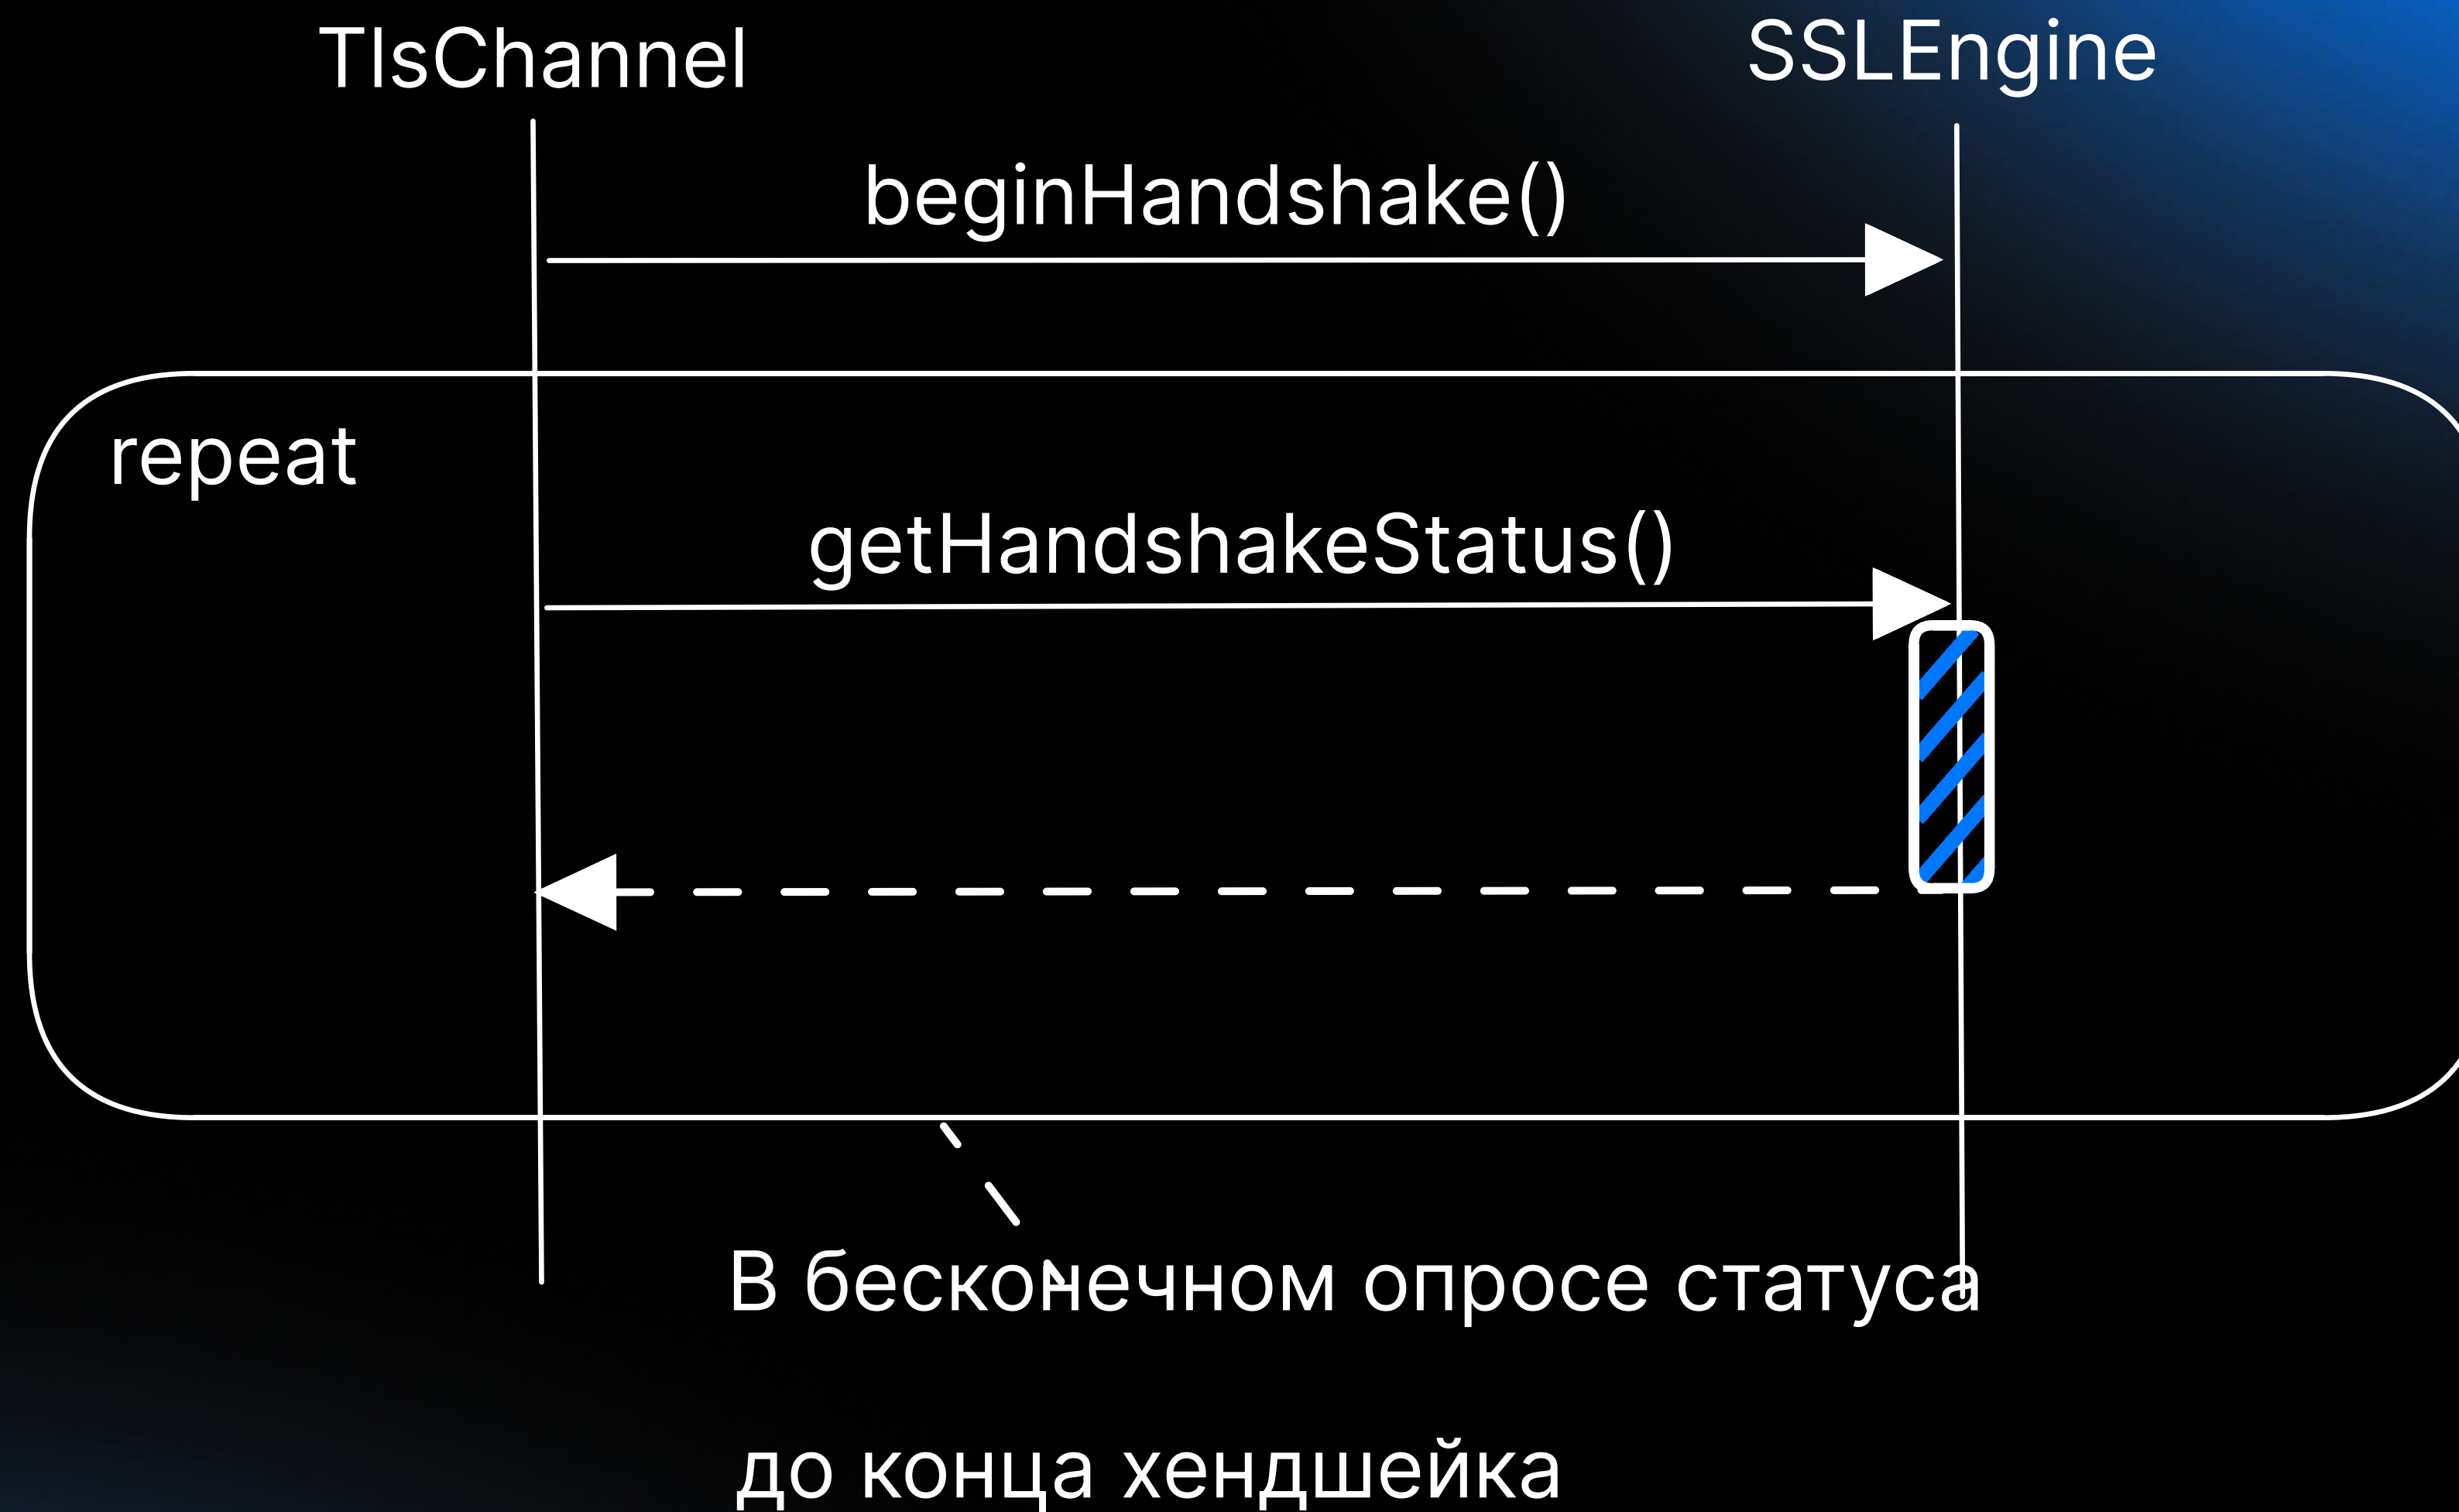 TlsChannel
SSLEngine
beginHandshake()
repeat
getHandshakeStatus()
В бесконечном опросе статуса
до конца хендшейка